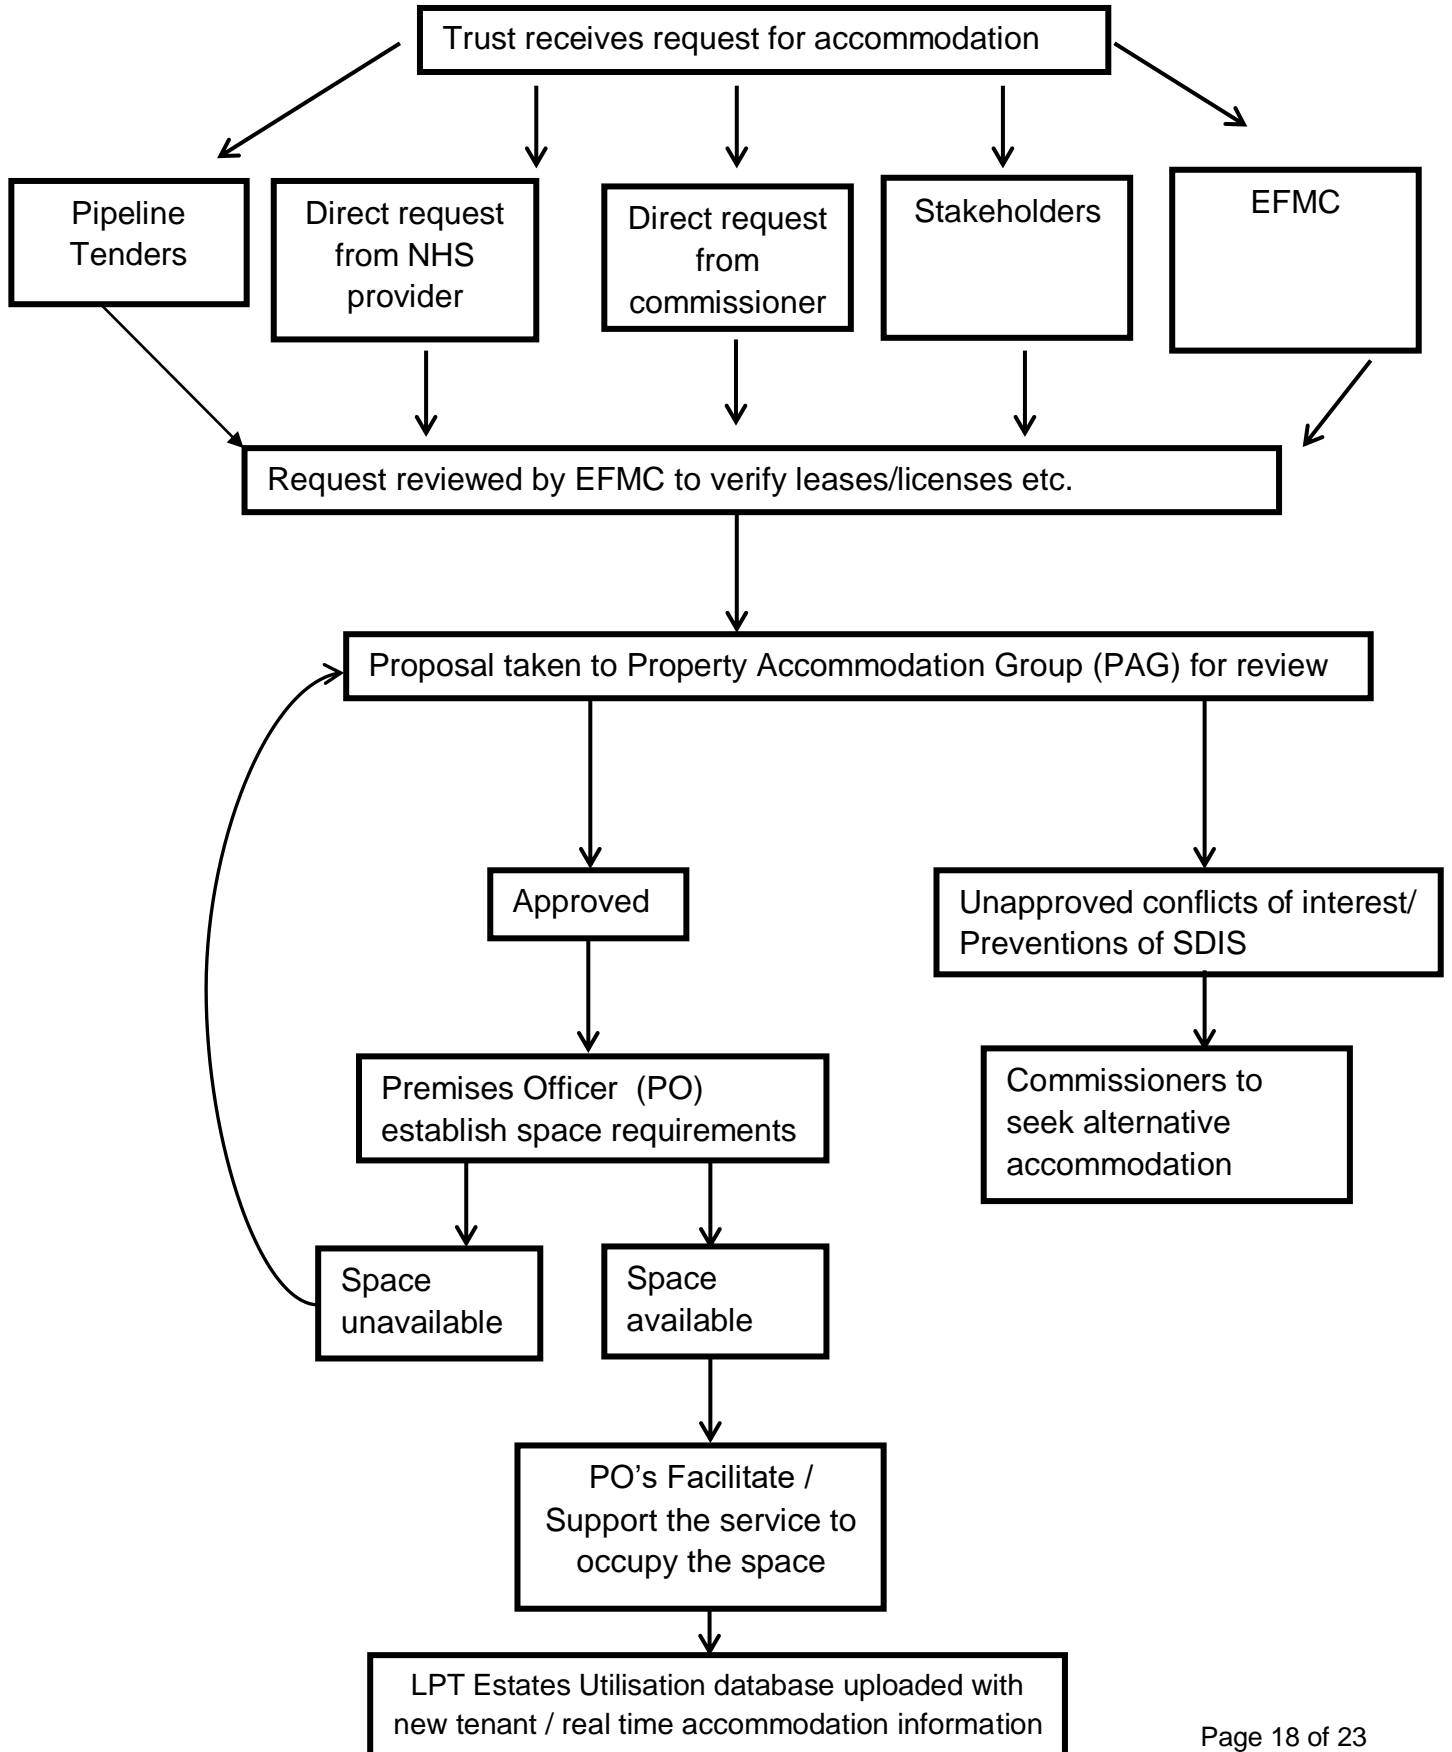 Trust receives request for accommodation
Pipeline
Tenders
Direct request
from NHS
provider
Direct request
from
commissioner
Stakeholders
EFMC
Request reviewed by EFMC to verify leases/licenses etc.
Proposal taken to Property Accommodation Group (PAG) for review
Approved
Unapproved conflicts of interest/
Preventions of SDIS
Premises Officer  (PO)
establish space requirements
Commissioners to
seek alternative
accommodation
Space
unavailable
Space
available
PO’s Facilitate /
Support the service to
occupy the space
LPT Estates Utilisation database uploaded with
new tenant / real time accommodation information
Page 18 of 23